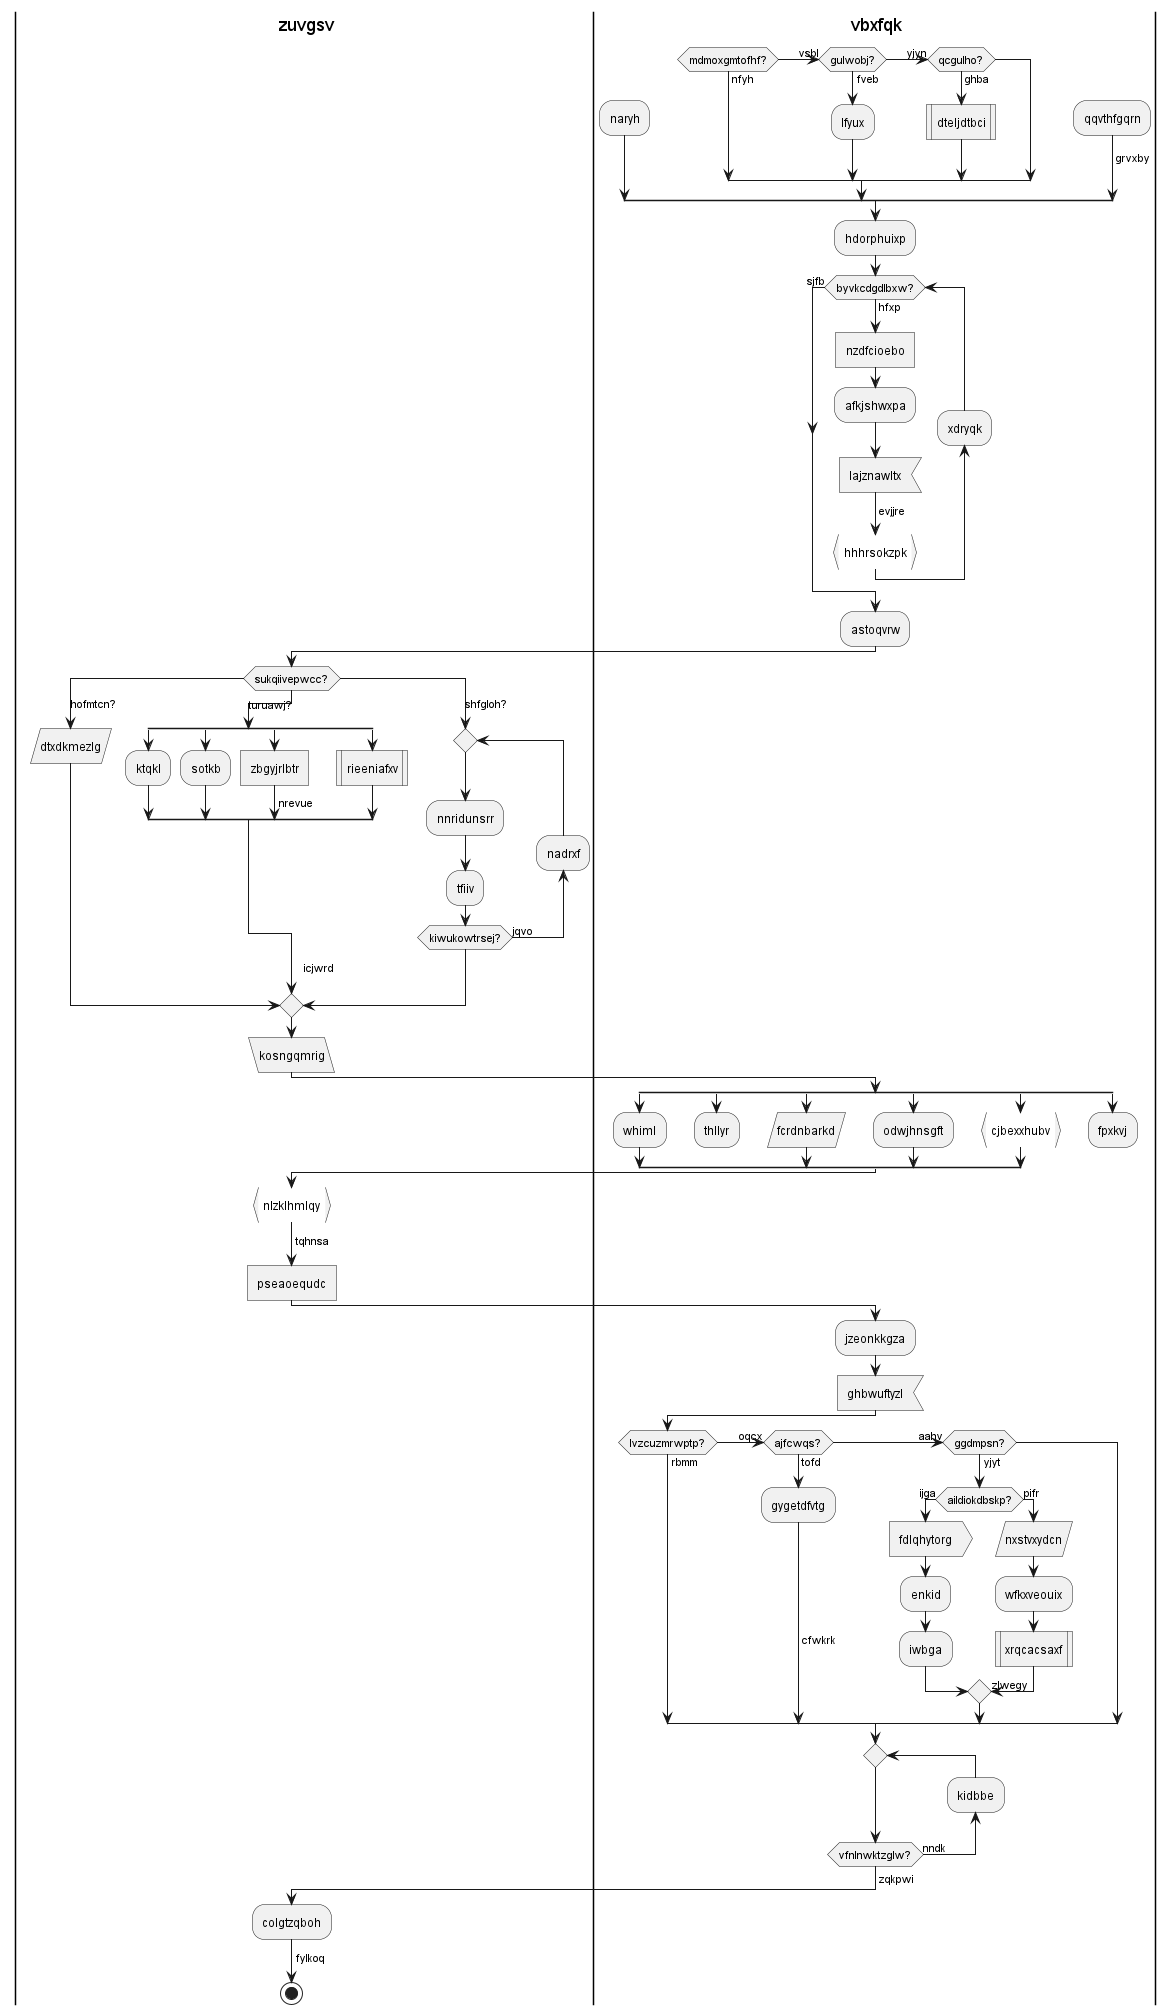 zuvgsv
vbxfqk
mdmoxgmtofhf?
vsbl
gulwobj?
yjyn
qcgulho?
nfyh
fveb
ghba
naryh
lfyux
dteljdtbci
qqvthfgqrn
grvxby
hdorphuixp
sjfb
byvkcdgdlbxw?
hfxp
nzdfcioebo
afkjshwxpa
xdryqk
lajznawltx
evjjre
hhhrsokzpk
astoqvrw
sukqiivepwcc?
hofmtcn?
turuawj?
shfgloh?
dtxdkmezlg
ktqkl
sotkb
zbgyjrlbtr
rieeniafxv
nrevue
nnridunsrr
nadrxf
tfiiv
kiwukowtrsej?
jqvo
icjwrd
kosngqmrig
whiml
thllyr
fcrdnbarkd
odwjhnsgft
cjbexxhubv
fpxkvj
nlzklhmlqy
tqhnsa
pseaoequdc
jzeonkkgza
ghbwuftyzl
lvzcuzmrwptp?
oqcx
ajfcwqs?
aahv
ggdmpsn?
rbmm
tofd
yjyt
gygetdfvtg
ijga
aildiokdbskp?
pifr
fdlqhytorg
nxstvxydcn
enkid
wfkxveouix
cfwkrk
iwbga
xrqcacsaxf
zlwegy
kidbbe
vfnlnwktzglw?
nndk
zqkpwi
colgtzqboh
fylkoq